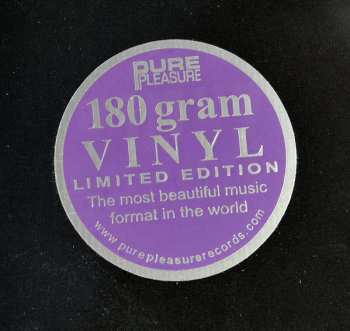 PURE
PLEASURE
180 gram
VINYL
LIMITED EDITION
The most beautiful music
format in the world
www.purepleasurerecords.com